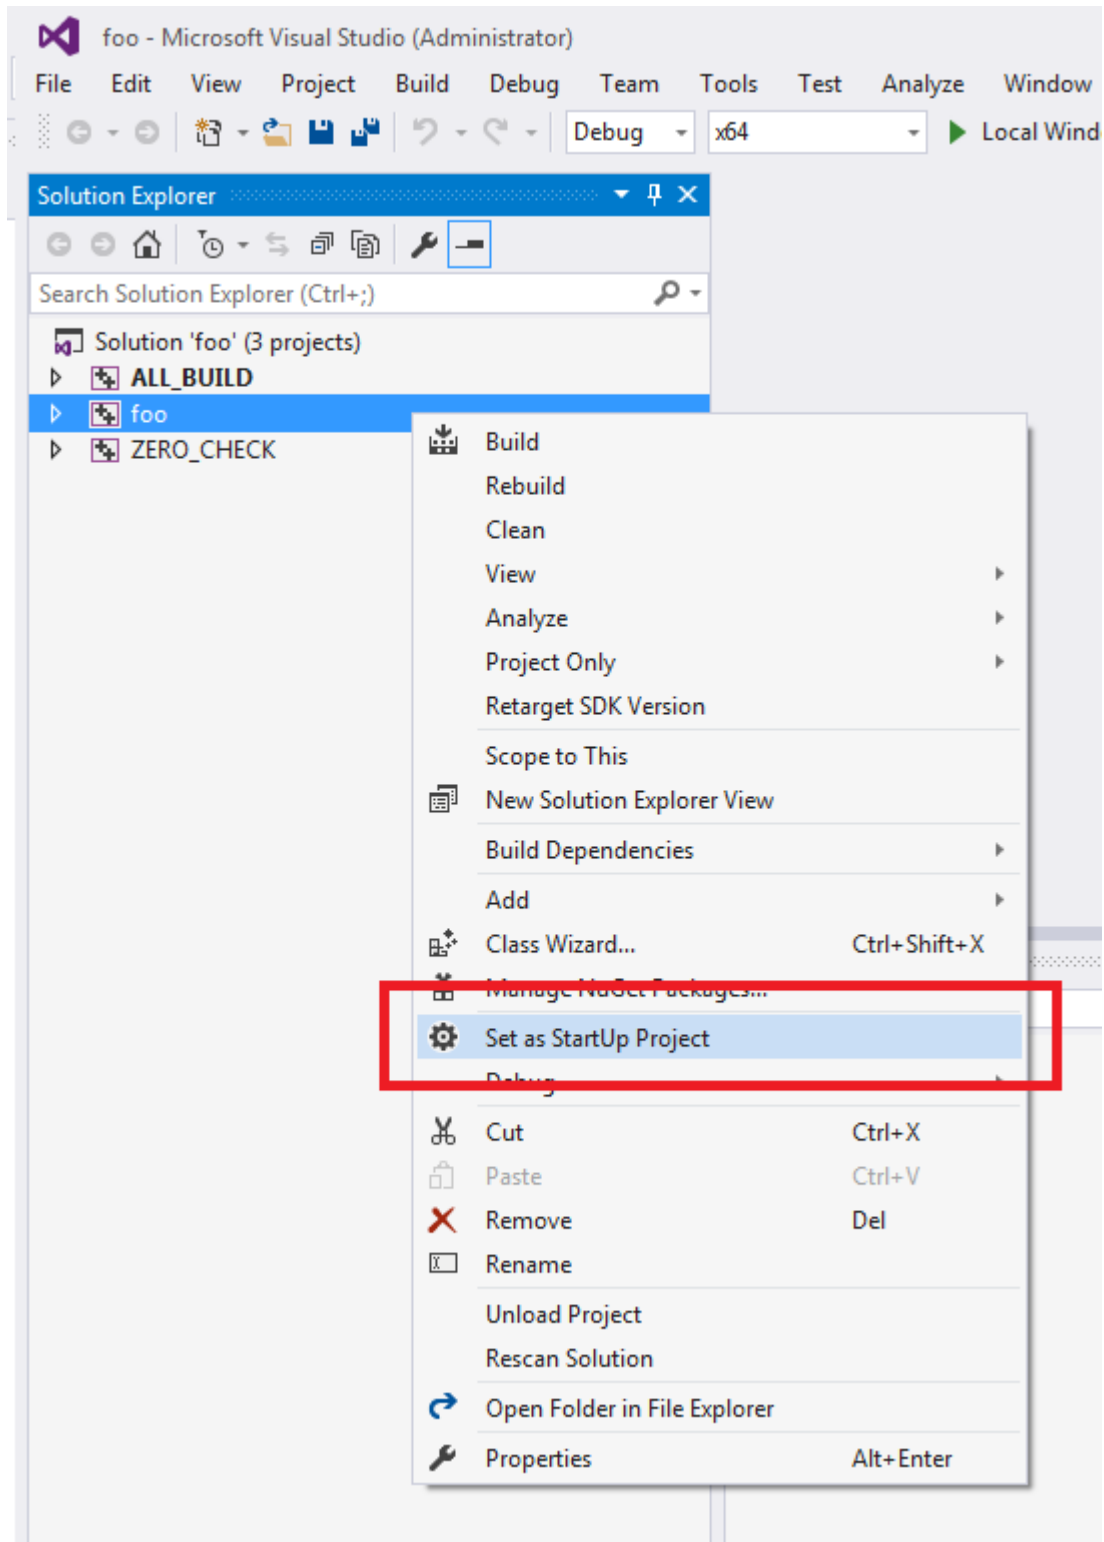 foo - Microsoft Visual Studio (Administrator)
File Edit View Project Build Debug Team Tools Test Analyze Window
Debug x64 Local Wind
Solution Explorer
Search Solution Explorer (Ctrl+;)
Solution 'foo' (3 projects)
ALL_BUILD
foo
ZERO_CHECK
Build
Rebuild
Clean
View
Analyze
Project Only
Retarget SDK Version
Scope to This
New Solution Explorer View
Build Dependencies
Add
Class Wizard... Ctrl+Shift+X
Manage NuGet Packages...
Set as StartUp Project
Debug
Cut Ctrl+X
Paste Ctrl+V
Remove Del
Rename
Unload Project
Rescan Solution
Open Folder in File Explorer
Properties Alt+Enter